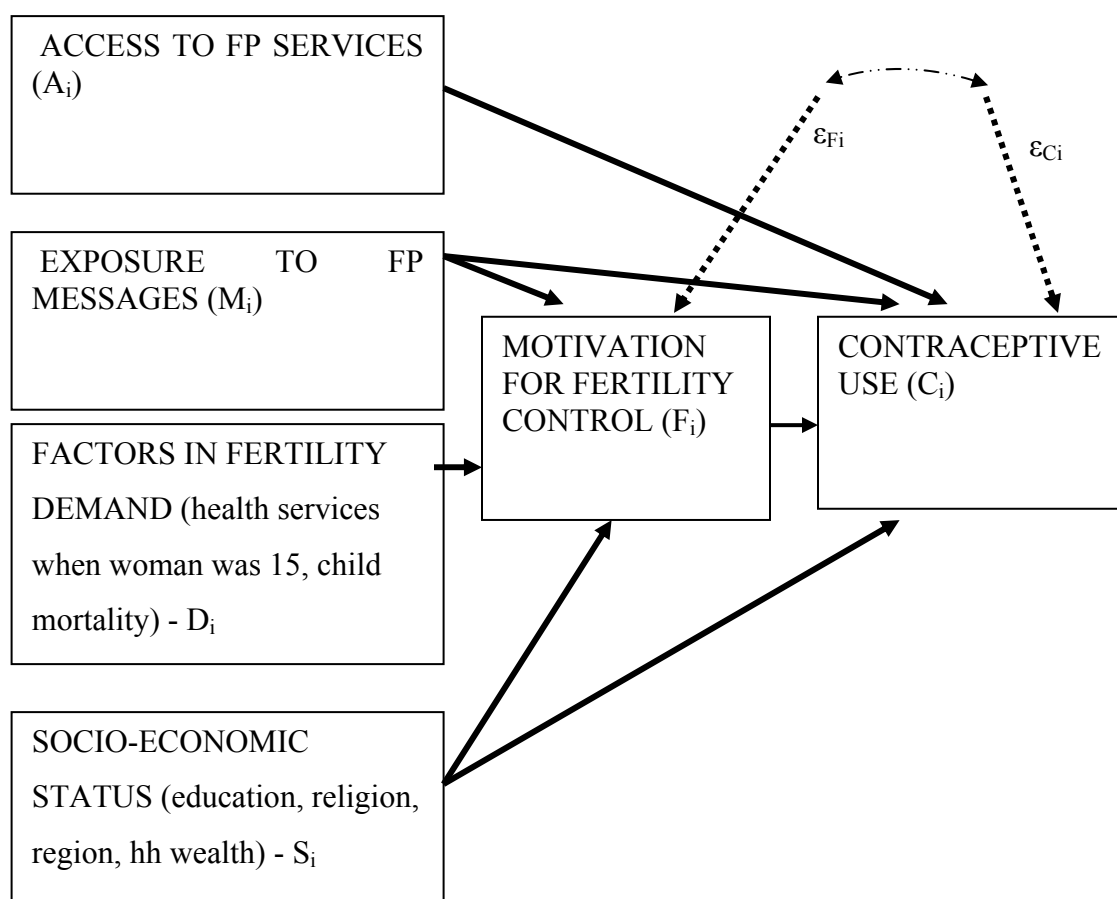 ACCESS TO FP SERVICES
(Ai)
εFi
εCi
EXPOSURE TO FP
MESSAGES (Mi)
MOTIVATION
FOR FERTILITY
CONTROL (Fi)
CONTRACEPTIVE
USE (Ci)
FACTORS IN FERTILITY
DEMAND (health services
when woman was 15, child
mortality) - Di
SOCIO-ECONOMIC
STATUS (education, religion,
region, hh wealth) - Si